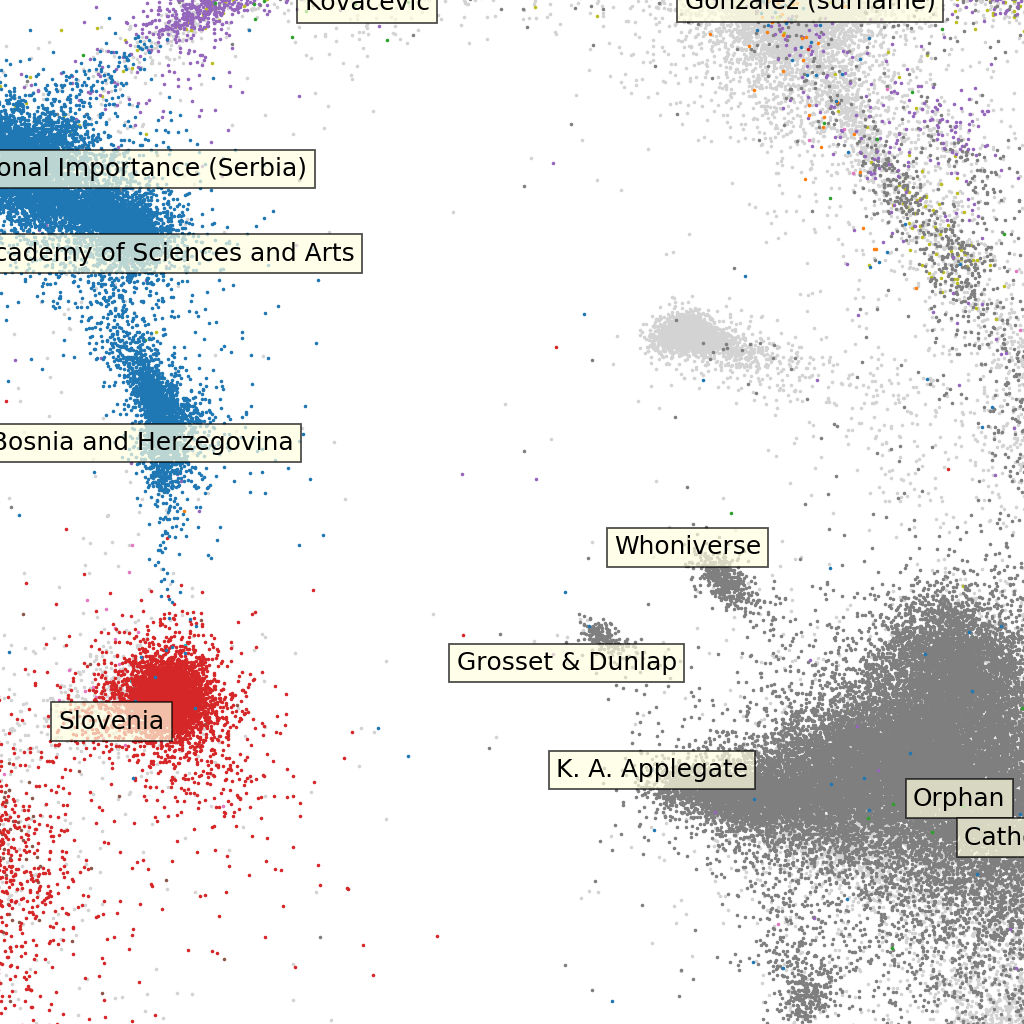 Kovačević
González (surname)
onal Importance (Serbia)
cademy of Sciences and Arts
Bosnia and Herzegovina
Whoniverse
Grosset & Dunlap
Slovenia
K. A. Applegate
Orphan
Cath